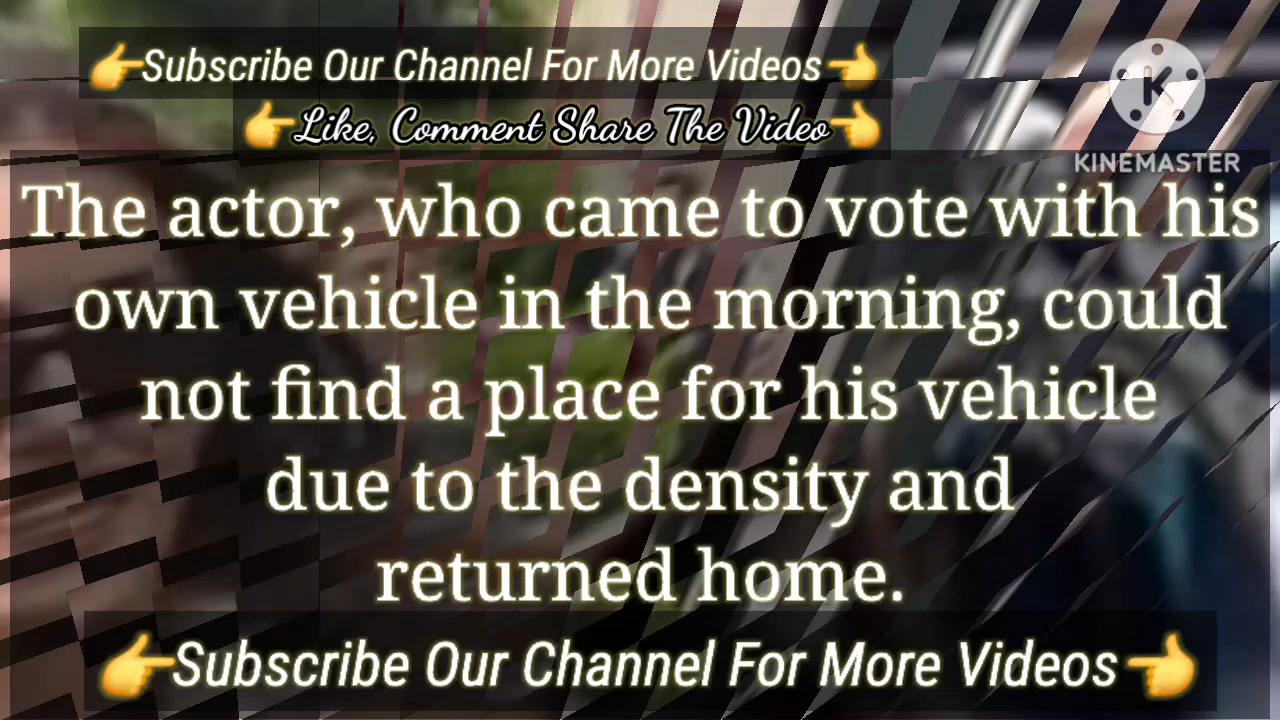 👉Subscribe Our Channel For More Videos👈
👉Like, Comment Share The Video👈
K
KINEMASTER
The actor, who came to vote with his
own vehicle in the morning, could
not find a place for his vehicle
due to the density and
returned home.
👉Subscribe Our Channel For More Videos👈